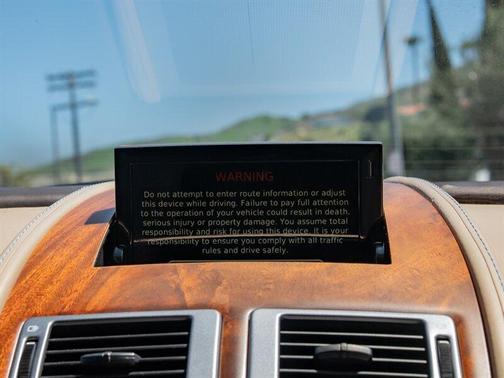 WARNING
Do not attempt to enter route information or adjust
this device while driving. Failure to pay full attention
to the operation of your vehicle could result in death,
serious injury or property damage. You assume total
responsibility and risk for using this device. It is your
responsibility to ensure you comply with all traffic
rules and drive safely.